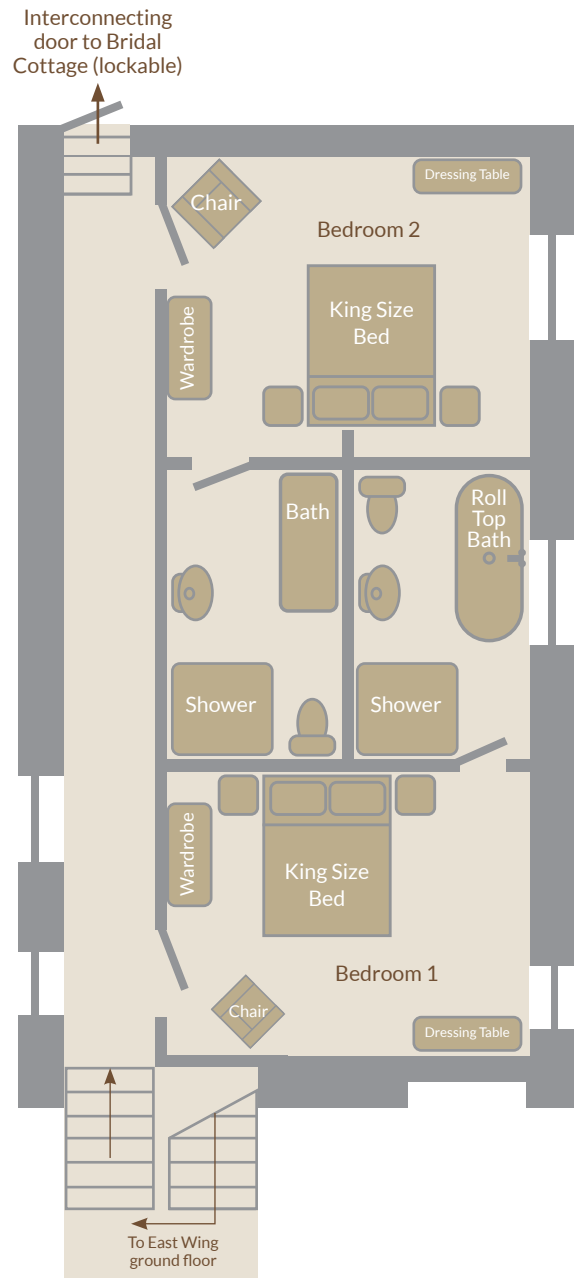 Interconnecting
door to Bridal
Cottage (lockable)
Chair
Dressing Table
Bedroom 2
King Size
Bed
Wardrobe
Bath
Roll
Top
Bath
Shower
Shower
Wardrobe
King Size
Bed
Bedroom 1
Chair
Dressing Table
To East Wing
ground floor